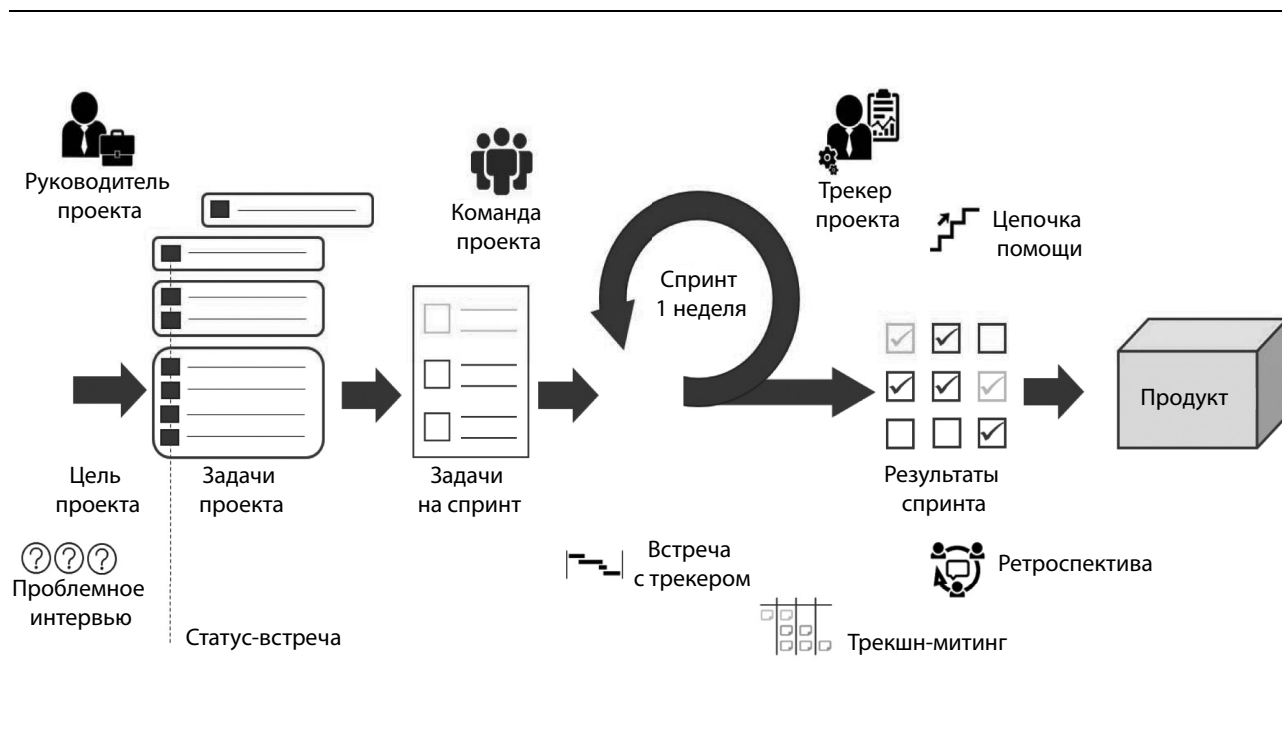 Руководитель
проекта
Команда
проекта
Трекер
проекта
Цепочка
помощи
Спринт
1 неделя
Продукт
Цель
проекта
Задачи
проекта
Задачи
на спринт
Результаты
спринта
Проблемное
интервью
Статус-встреча
Встреча
с трекером
Ретроспектива
Трекшн-митинг